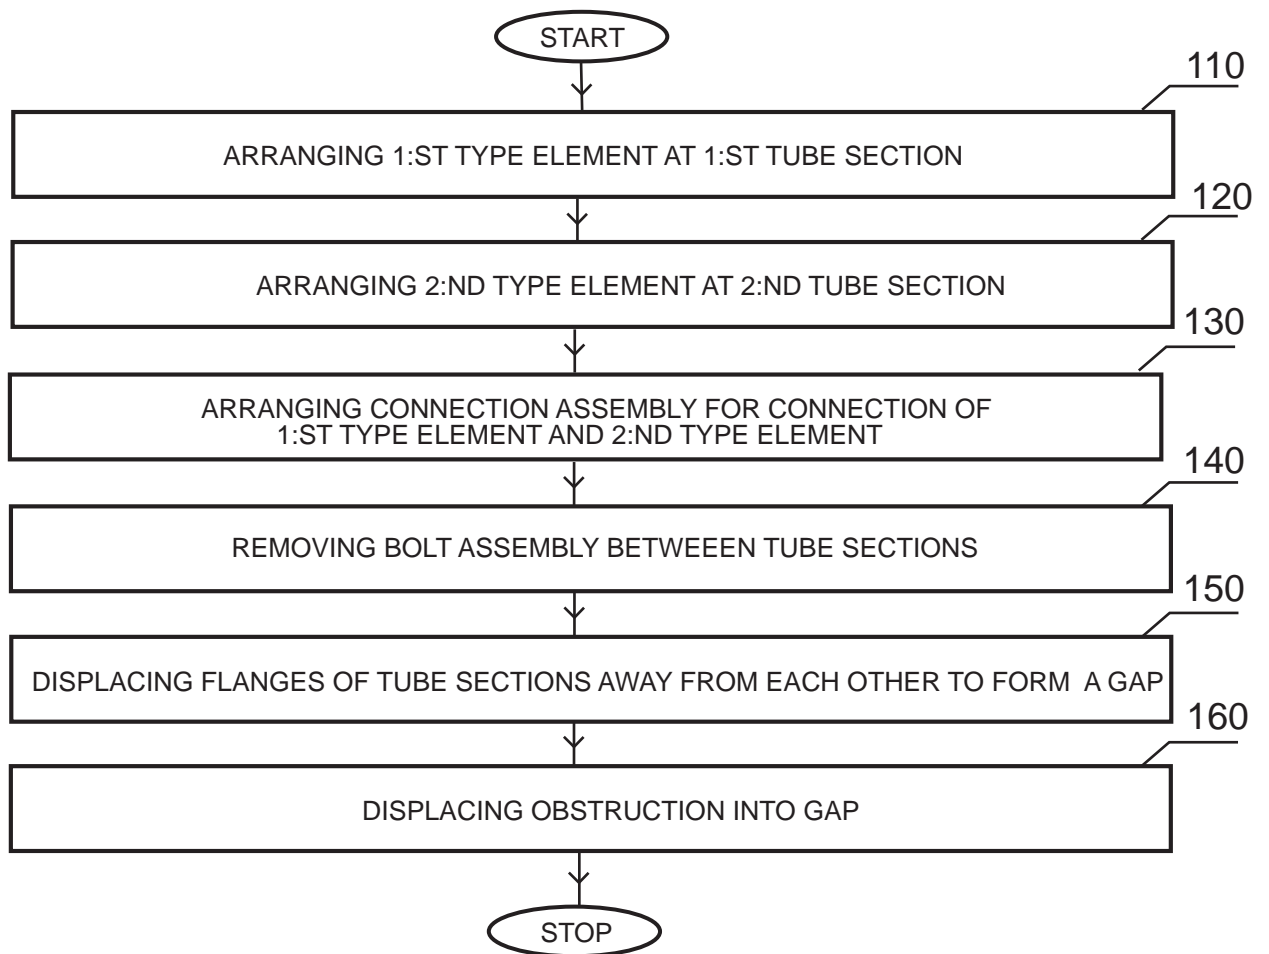 START
110
ARRANGING 1:ST TYPE ELEMENT AT 1:ST TUBE SECTION
120
ARRANGING 2:ND TYPE ELEMENT AT 2:ND TUBE SECTION
130
ARRANGING CONNECTION ASSEMBLY FOR CONNECTION OF
1:ST TYPE ELEMENT AND 2:ND TYPE ELEMENT
140
REMOVING BOLT ASSEMBLY BETWEEEN TUBE SECTIONS
150
DISPLACING FLANGES OF TUBE SECTIONS AWAY FROM EACH OTHER TO FORM A GAP
160
DISPLACING OBSTRUCTION INTO GAP
STOP